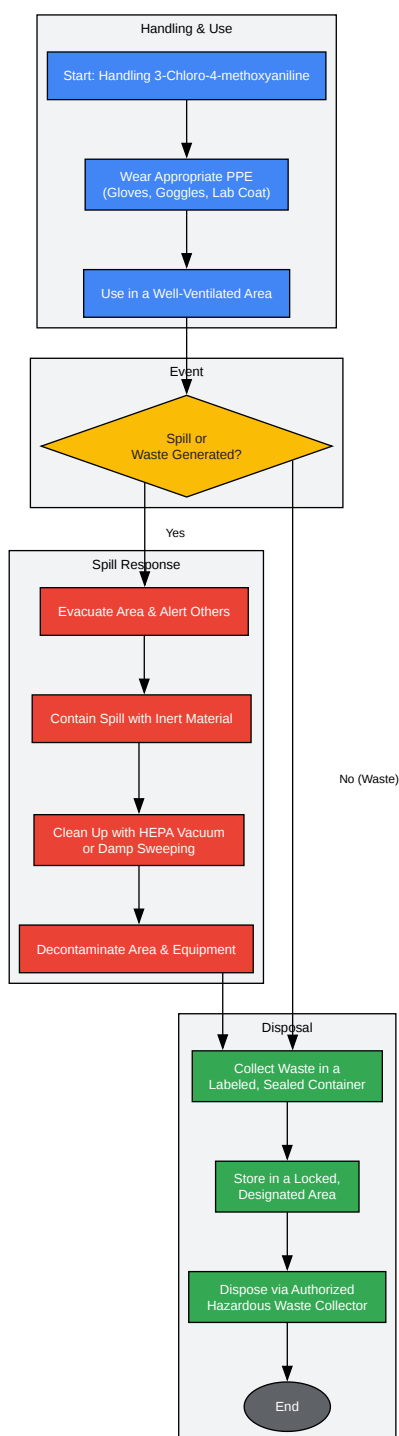 Handling & Use
Start: Handling 3-Chloro-4-methoxyaniline
Wear Appropriate PPE
(Gloves, Goggles, Lab Coat)
Use in a Well-Ventilated Area
Event
Spill or
Waste Generated?
Yes
Spill Response
Evacuate Area & Alert Others
Contain Spill with Inert Material
No (Waste)
Clean Up with HEPA Vacuum
or Damp Sweeping
Decontaminate Area & Equipment
Disposal
Collect Waste in a
Labeled, Sealed Container
Store in a Locked,
Designated Area
Dispose via Authorized
Hazardous Waste Collector
End